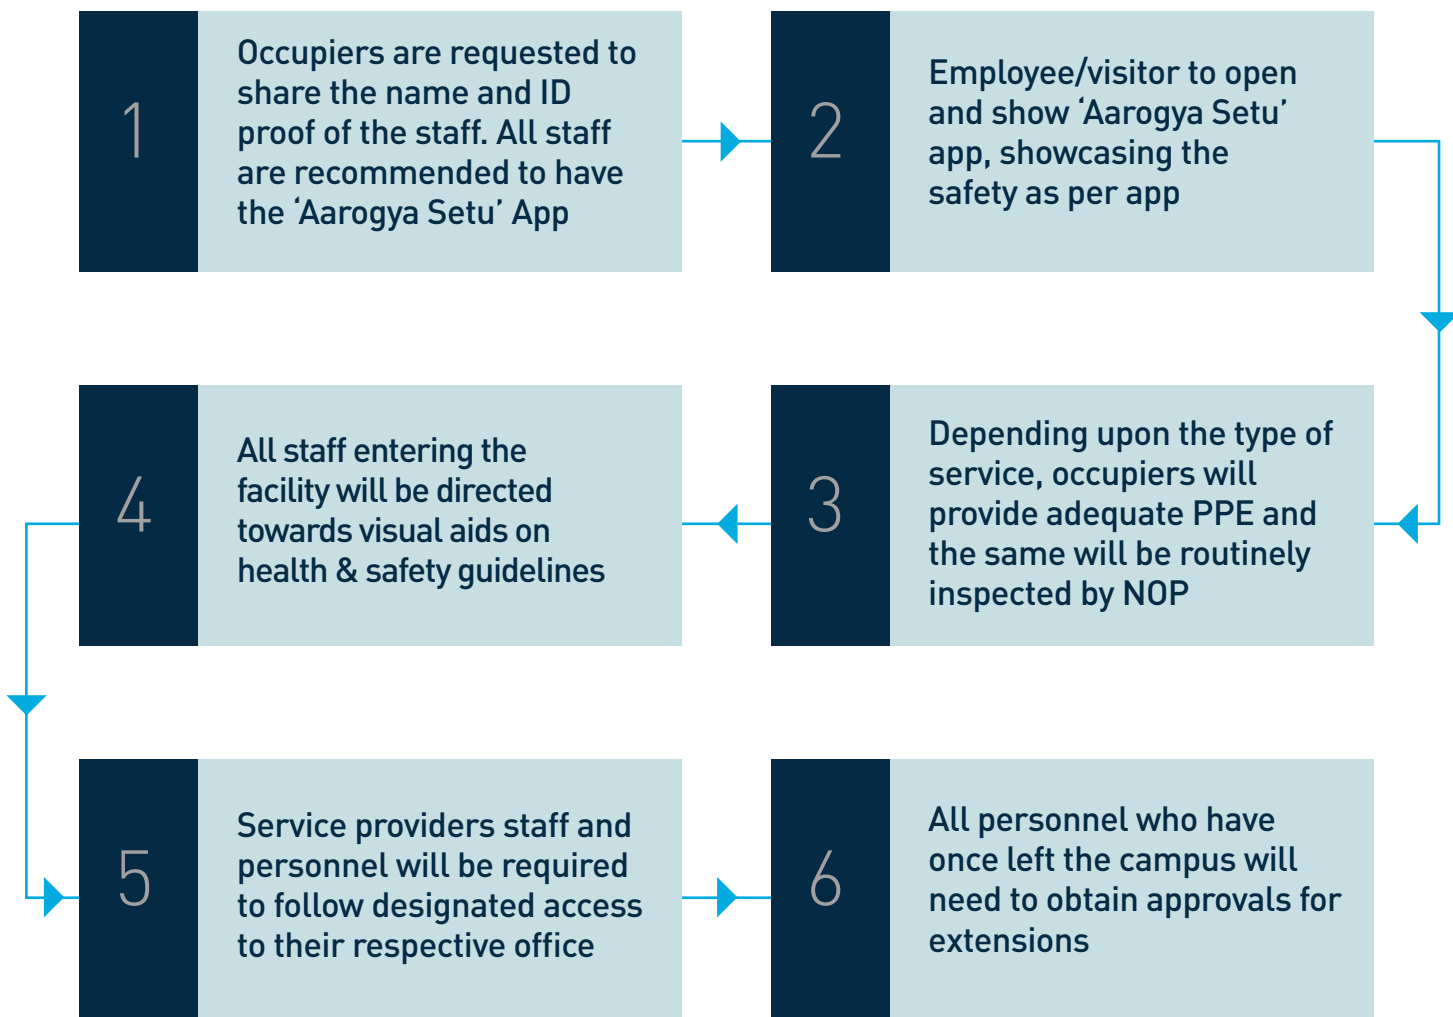 1
Occupiers are requested to
share the name and ID
proof of the staff. All staff
are recommended to have
the ‘Aarogya Setu’ App
2
Employee/visitor to open
and show ‘Aarogya Setu’
app, showcasing the
safety as per app
3
Depending upon the type of
service, occupiers will
provide adequate PPE and
the same will be routinely
inspected by NOP
4
All staff entering the
facility will be directed
towards visual aids on
health & safety guidelines
5
Service providers staff and
personnel will be required
to follow designated access
to their respective office
6
All personnel who have
once left the campus will
need to obtain approvals for
extensions